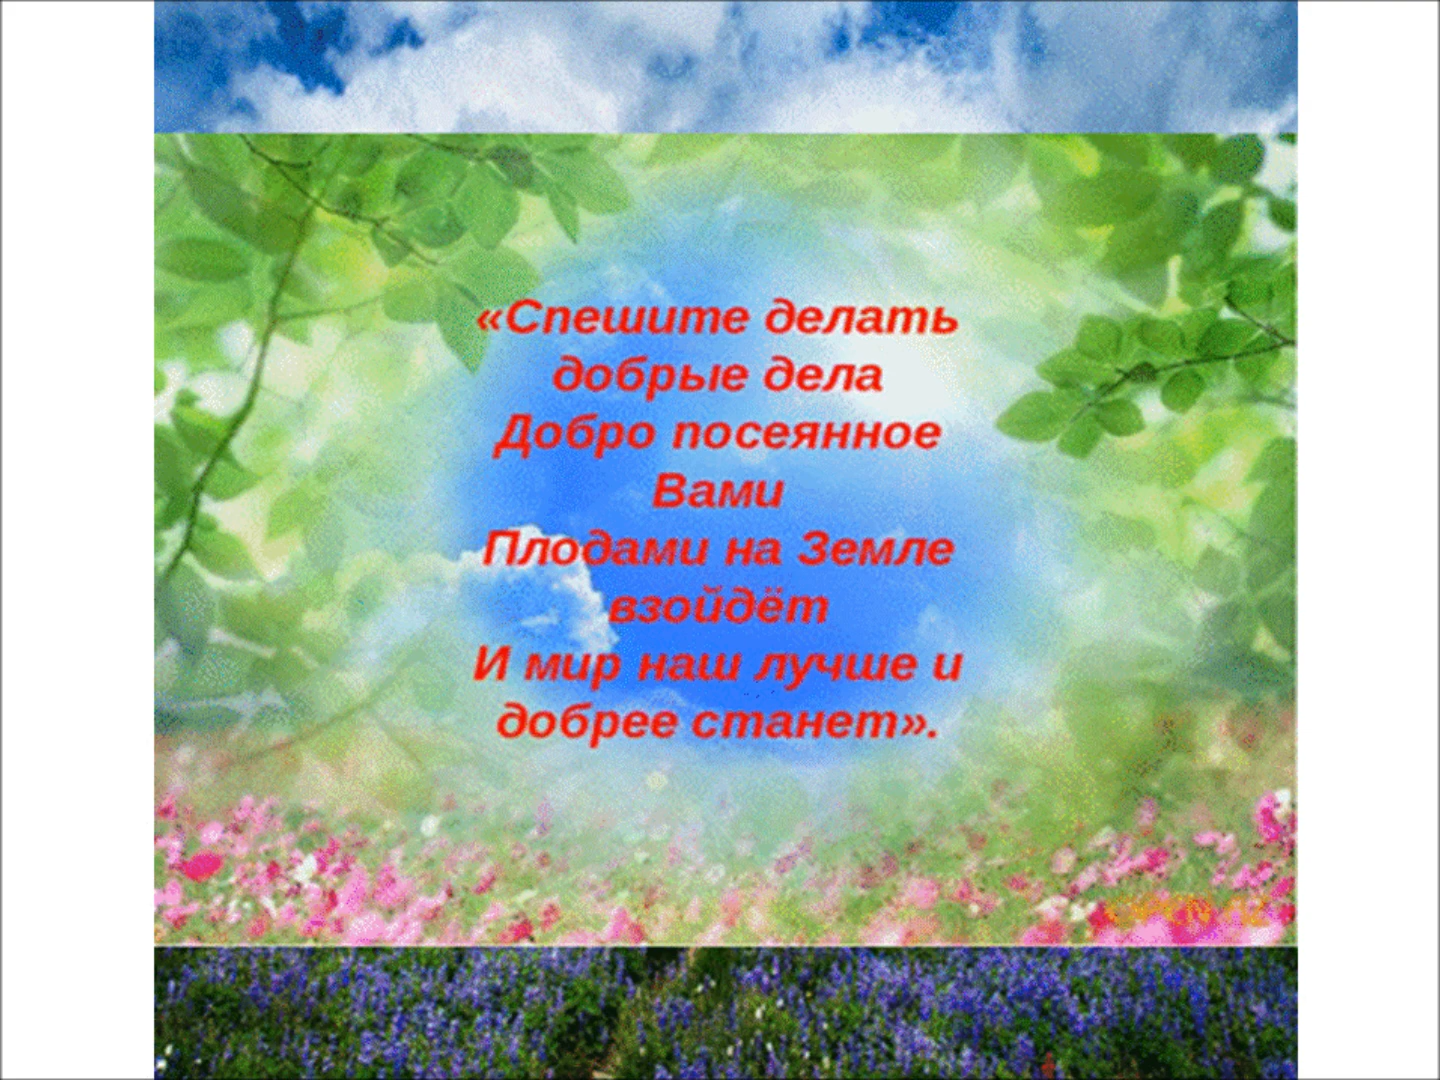 «Спешите делать
добрые дела
Добро посеянное
Вами
Плодами на Земле
взойдёт
И мир наш лучше и
добрее станет».